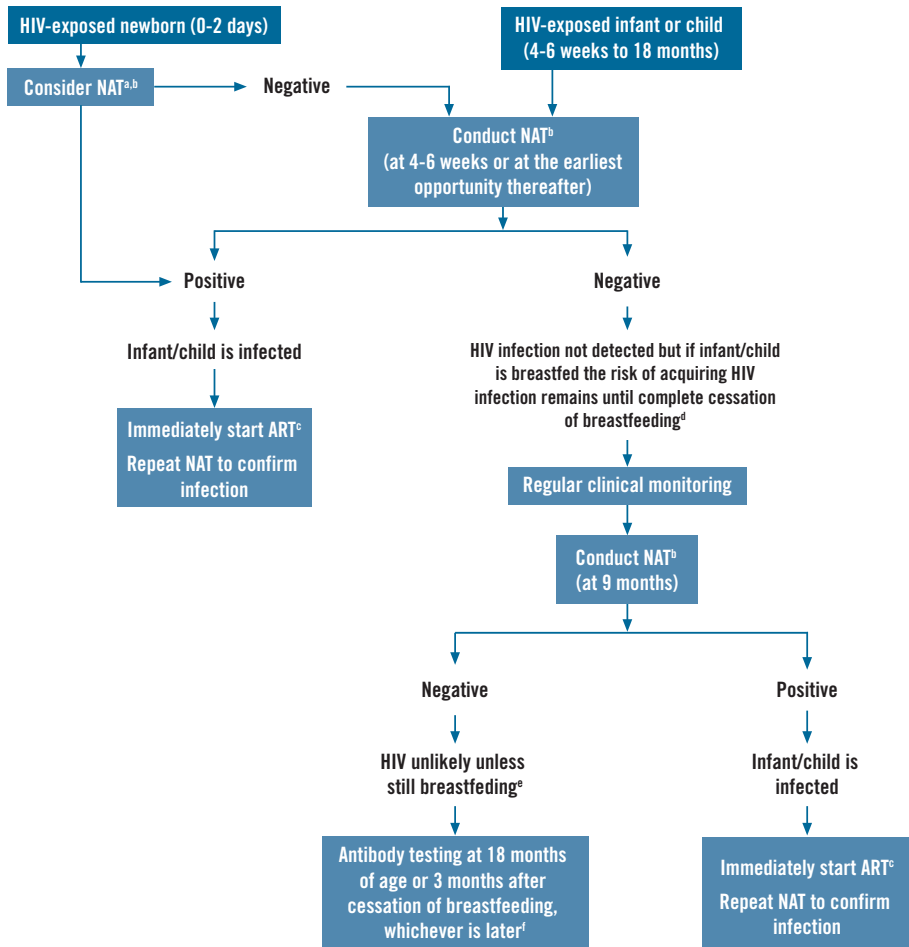 HIV-exposed newborn (0-2 days)
HIV-exposed infant or child
(4-6 weeks to 18 months)
Consider NATa,b
Negative
Conduct NATb
(at 4-6 weeks or at the earliest
opportunity thereafter)
Positive
Negative
Infant/child is infected
HIV infection not detected but if infant/child
is breastfed the risk of acquiring HIV
infection remains until complete cessation
of breastfeedingd
Immediately start ARTc
Repeat NAT to confirm
infection
Regular clinical monitoring
Conduct NATb
(at 9 months)
Negative
Positive
HIV unlikely unless
still breastfedinge
Infant/child is
infected
Antibody testing at 18 months
of age or 3 months after
cessation of breastfeeding,
whichever is laterf
Immediately start ARTc
Repeat NAT to confirm
infection